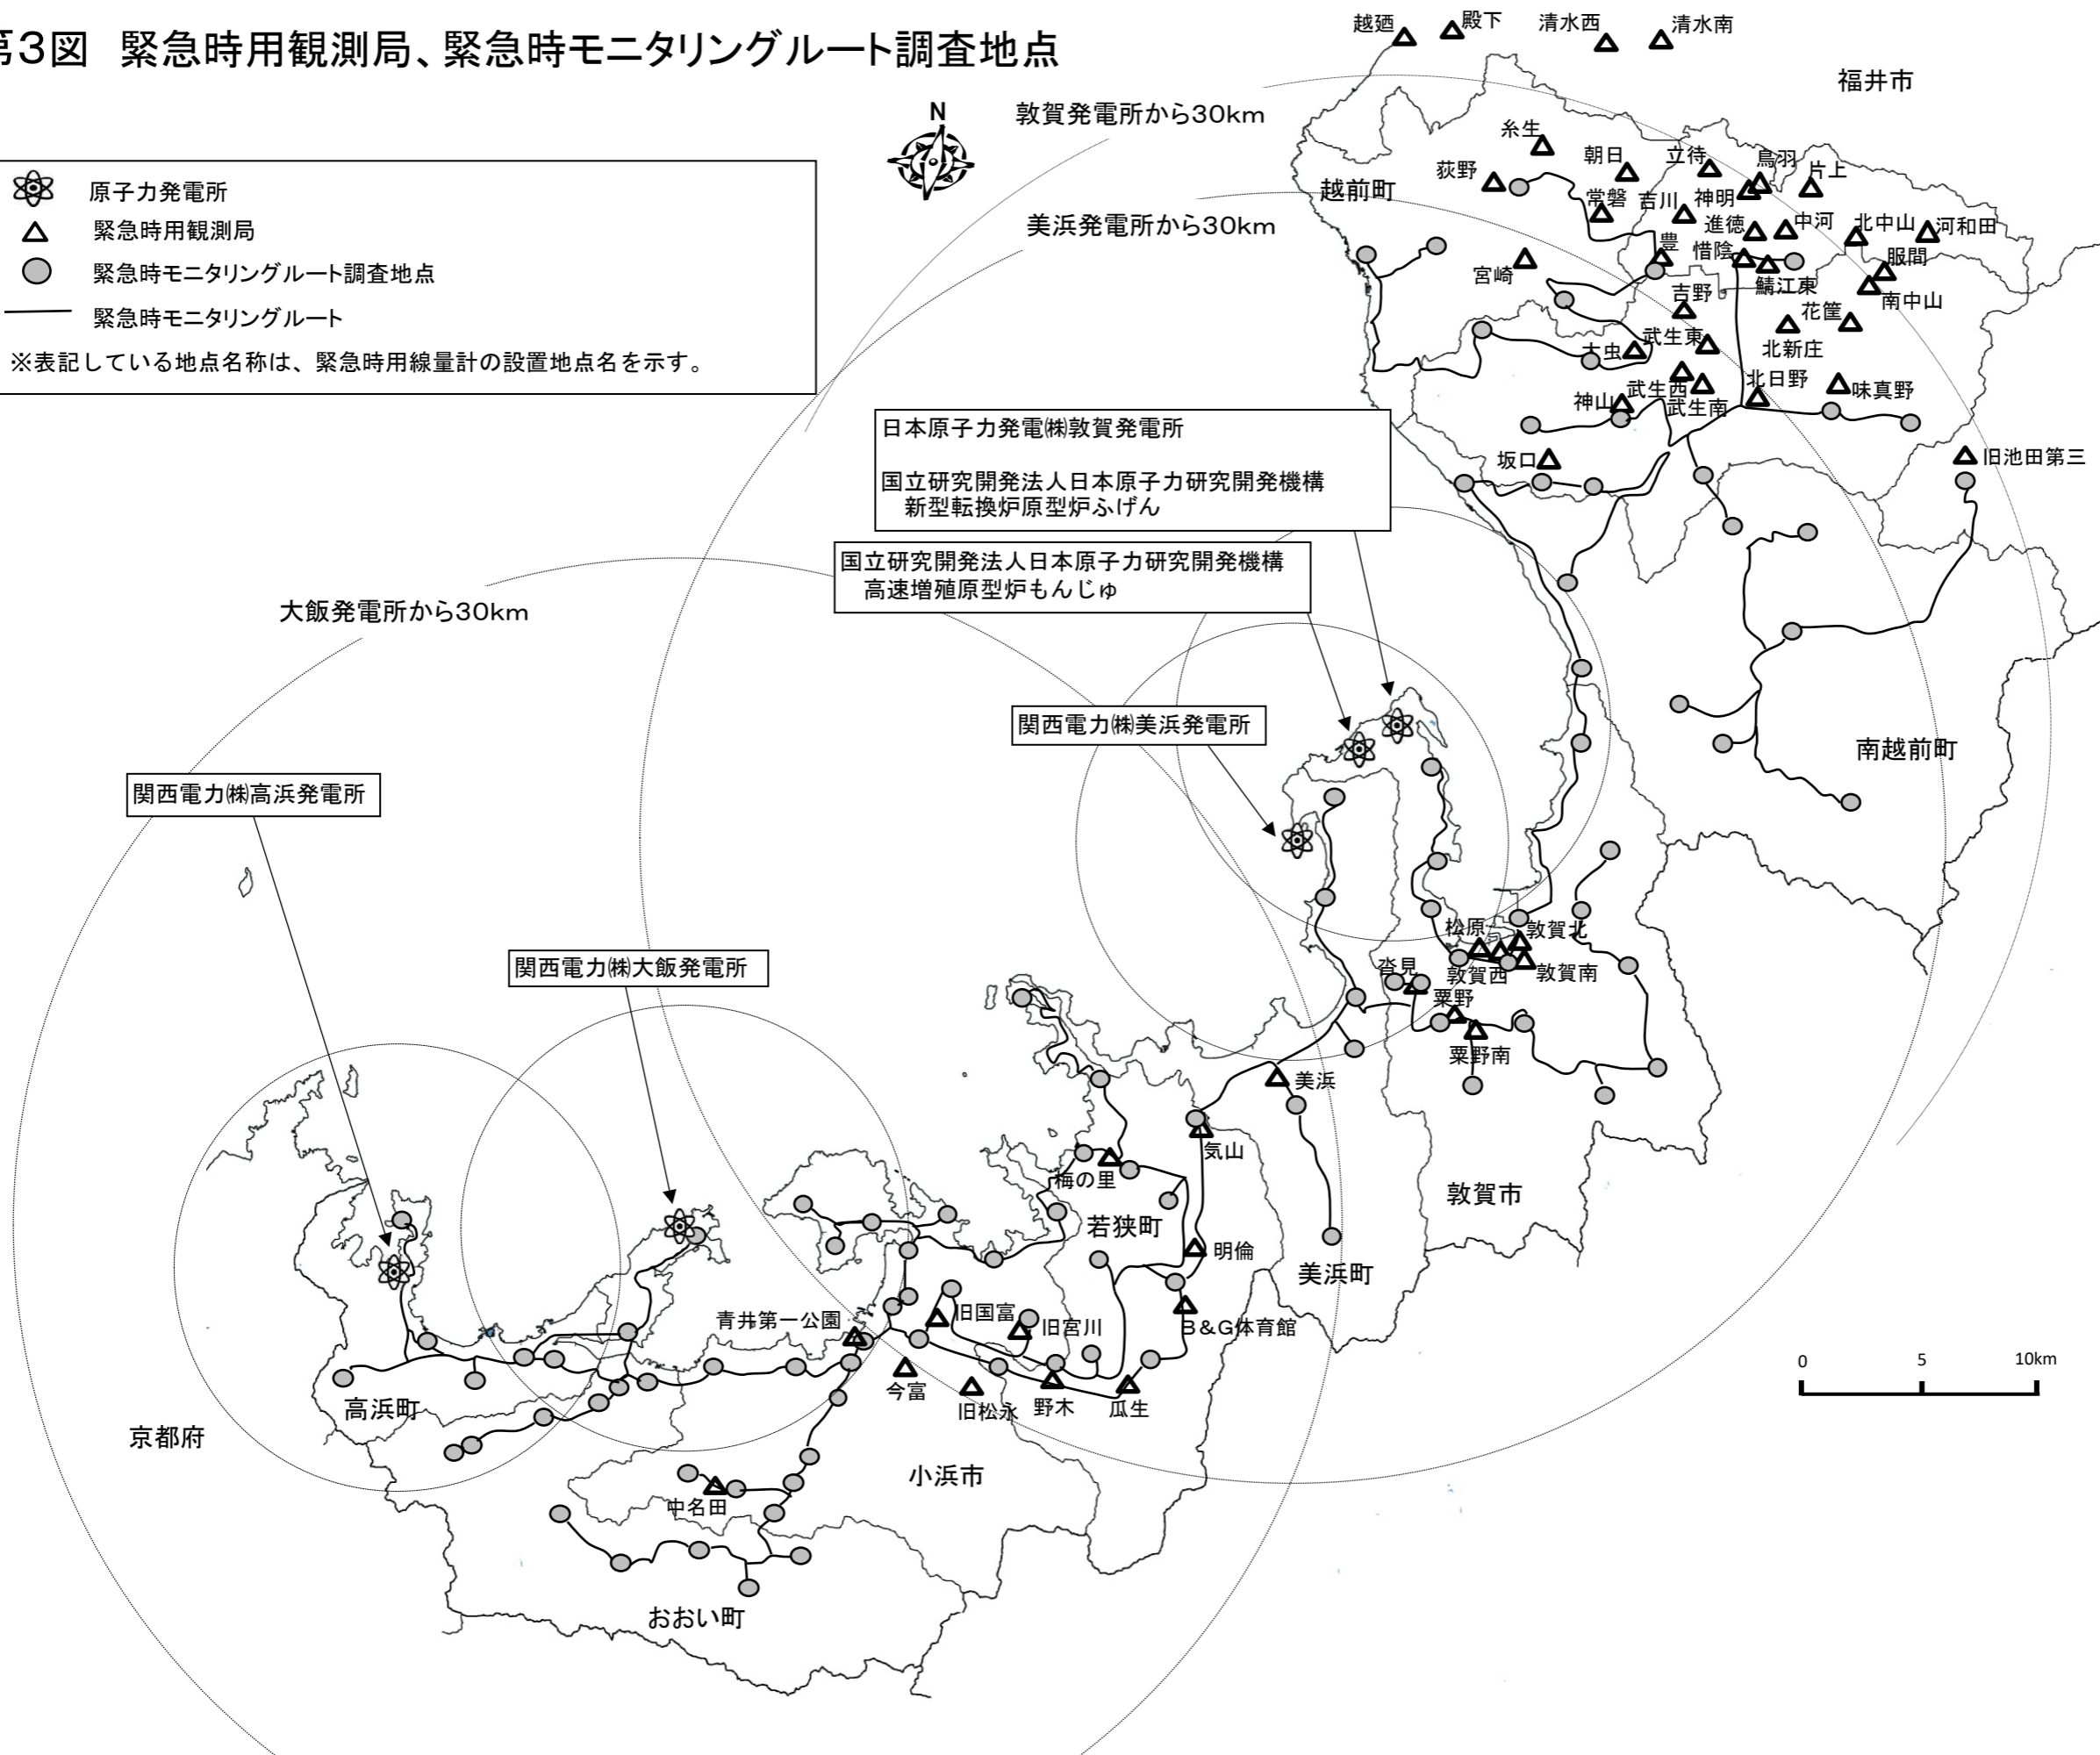 第3図 緊急時用観測局、緊急時モニタリングルート調査地点
N
原子力発電所
緊急時用観測局
緊急時モニタリングルート調査地点
緊急時モニタリングルート
※表記している地点名称は、緊急時用線量計の設置地点名を示す。
敦賀発電所から30km
美浜発電所から30km
大飯発電所から30km
越廼
殿下
清水西
清水南
福井市
糸生
朝日
立待
鳥羽
片上
荻野
越前町
常磐
吉川
神明
進徳
中河
北中山
河和田
豊
惜陰
服間
宮崎
鯖江東
吉野
花筐
南中山
大虫
武生東
北新庄
武生西
北日野
味真野
神山
武生南
坂口
旧池田第三
日本原子力発電㈱敦賀発電所
国立研究開発法人日本原子力研究開発機構
新型転換炉原型炉ふげん
国立研究開発法人日本原子力研究開発機構
高速増殖原型炉もんじゅ
関西電力㈱美浜発電所
関西電力㈱高浜発電所
関西電力㈱大飯発電所
南越前町
松原
敦賀北
沓見
敦賀西
敦賀南
粟野
粟野南
美浜
気山
梅の里
敦賀市
若狭町
明倫
美浜町
青井第一公園
旧国富
旧宮川
B&G体育館
今富
旧松永
野木
瓜生
高浜町
京都府
小浜市
中名田
おおい町
0 5 10km